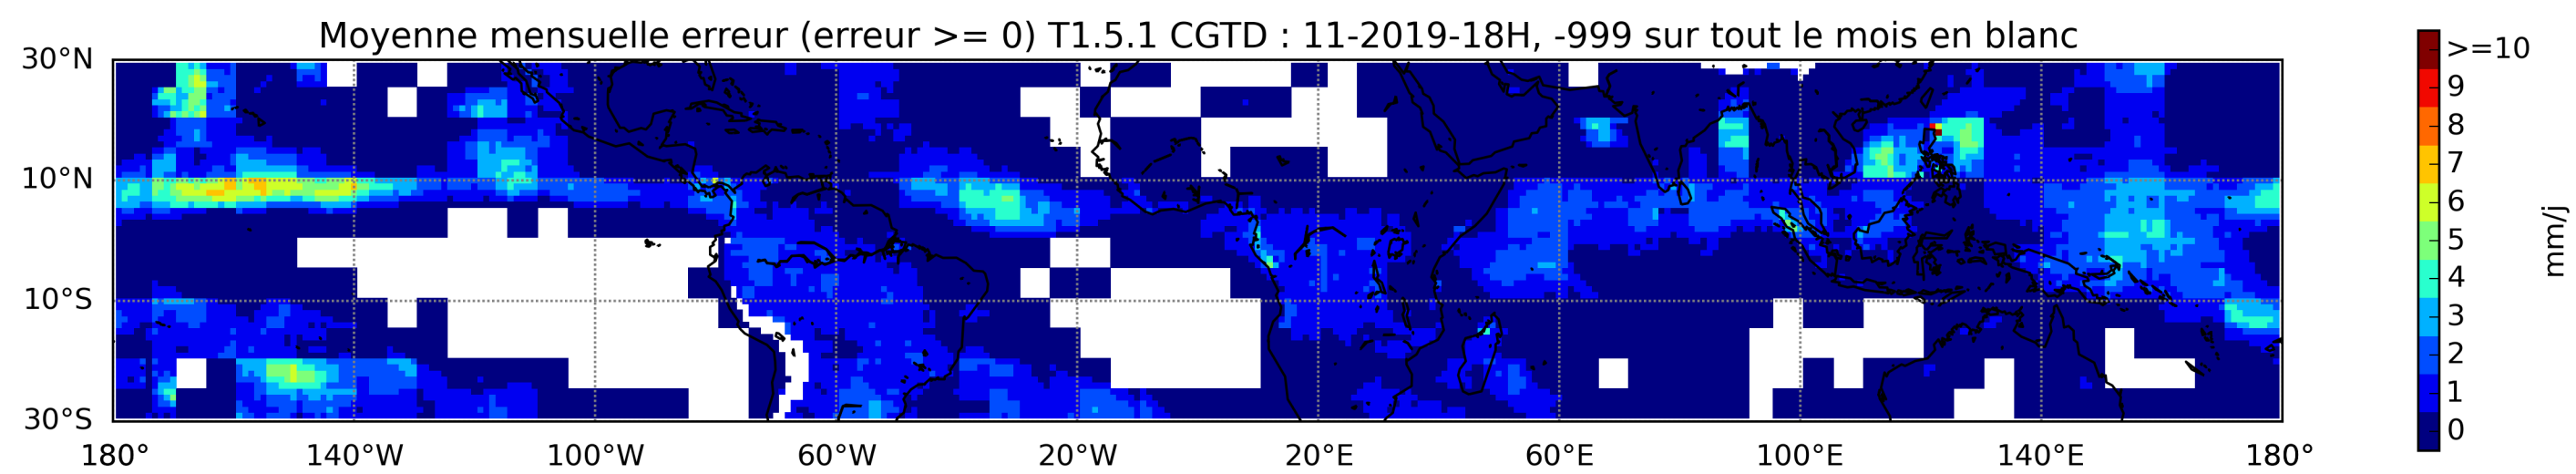 Moyenne mensuelle erreur (erreur >= 0) T1.5.1 CGTD : 11-2019-18H, -999 sur tout le mois en blanc
30°N
10°N
10°S
30°S
180° 140°W 100°W 60°W 20°W 20°E 60°E 100°E 140°E 180°
>=10
9
8
7
6
5
4
3
2
1
0
mm/j